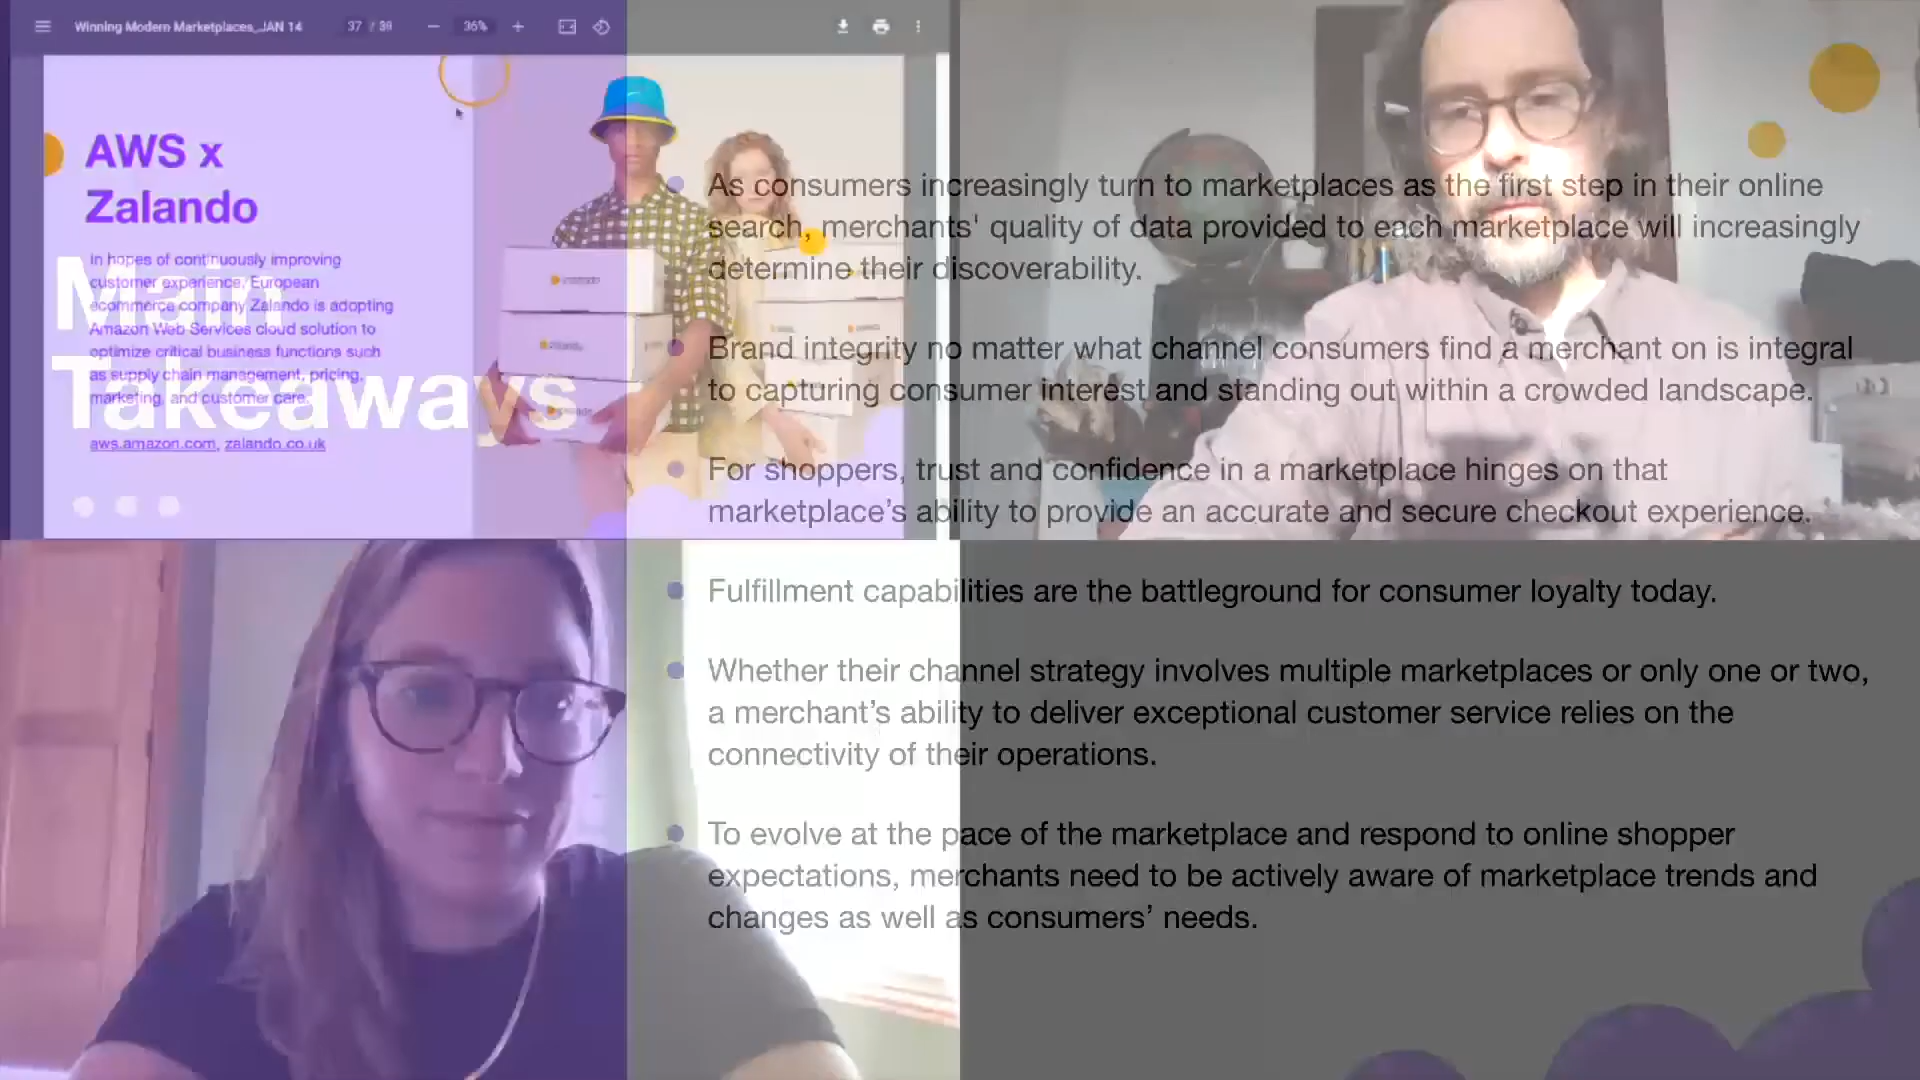 Winning Modern Marketplaces_JAN 14
37 / 39
36%
AWS x
Zalando
In hopes of continuously improving
customer experience, European
ecommerce company Zalando is adopting
Amazon Web Services cloud solution to
optimize critical business functions such
as supply chain management, pricing,
marketing, and customer care.
aws.amazon.com, zalando.co.uk
Main
Takeaways
As consumers increasingly turn to marketplaces as the first step in their online
search, merchants' quality of data provided to each marketplace will increasingly
determine their discoverability.
Brand integrity no matter what channel consumers find a merchant on is integral
to capturing consumer interest and standing out within a crowded landscape.
For shoppers, trust and confidence in a marketplace hinges on that
marketplace’s ability to provide an accurate and secure checkout experience.
Fulfillment capabilities are the battleground for consumer loyalty today.
Whether their channel strategy involves multiple marketplaces or only one or two,
a merchant’s ability to deliver exceptional customer service relies on the
connectivity of their operations.
To evolve at the pace of the marketplace and respond to online shopper
expectations, merchants need to be actively aware of marketplace trends and
changes as well as consumers’ needs.